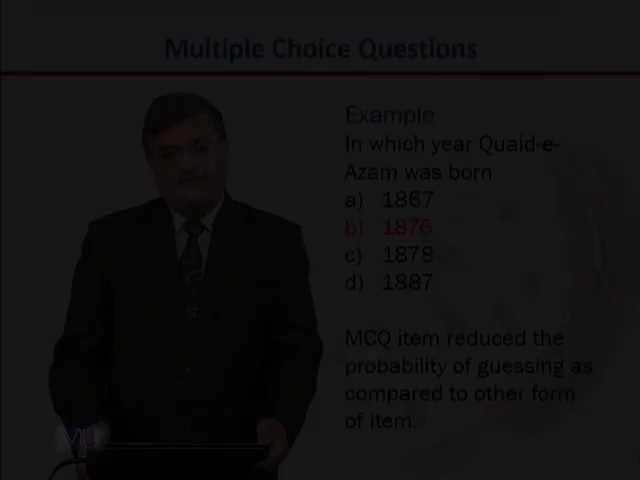 Multiple Choice Questions
Example
In which year Quaid-e-
Azam was born
a) 1867
b) 1876
c) 1878
d) 1887
MCQ item reduced the
probability of guessing as
compared to other form
of item.